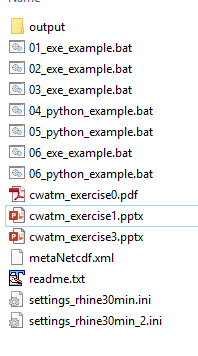 Name
output
01_exe_example.bat
02_exe_example.bat
03_exe_example.bat
04_python_example.bat
05_python_example.bat
06_exe_example.bat
06_python_example.bat
cwatm_exercise0.pdf
cwatm_exercise1.pptx
cwatm_exercise3.pptx
metaNetcdf.xml
readme.txt
settings_rhine30min.ini
settings_rhine30min_2.ini